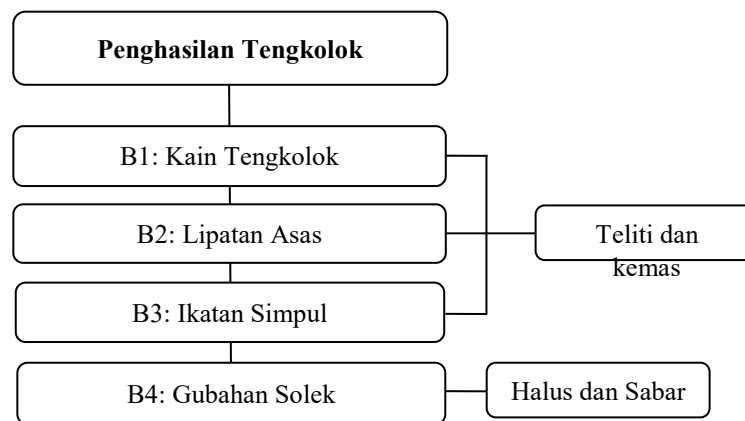 Penghasilan Tengkolok
B1: Kain Tengkolok
B2: Lipatan Asas
Teliti dan
kemas
B3: Ikatan Simpul
B4: Gubahan Solek
Halus dan Sabar